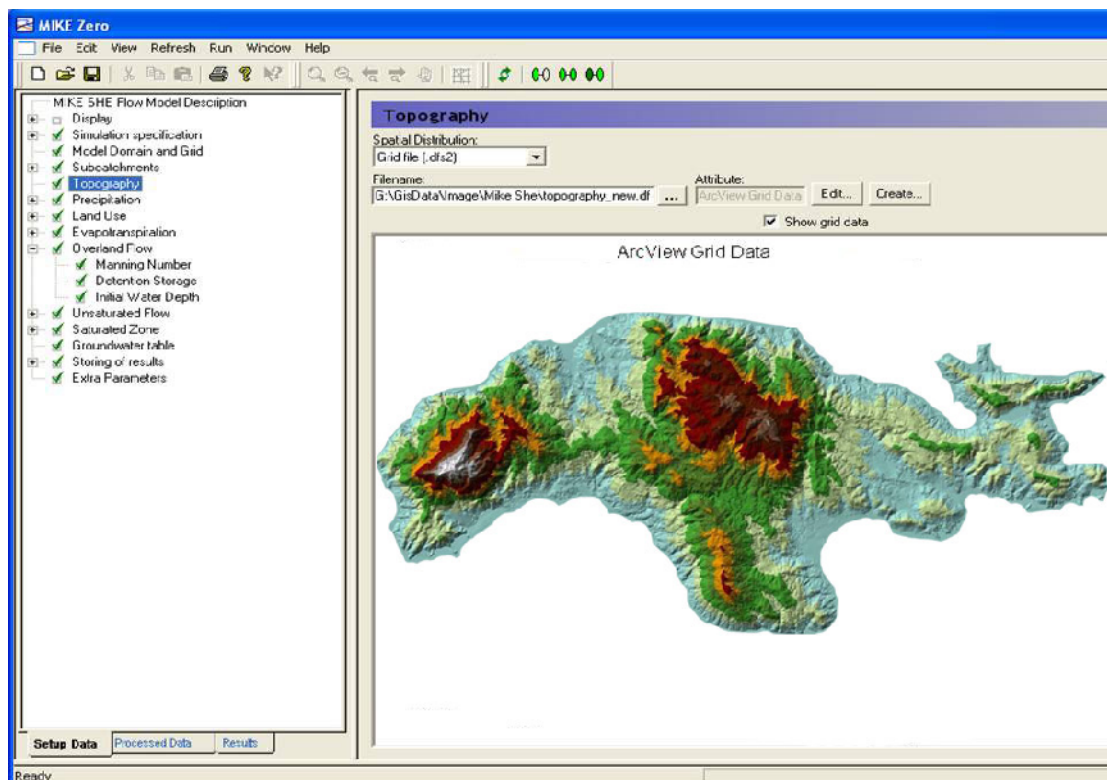 MIKE Zero
File Edit View Refresh Run Window Help
MIKE SHE Flow Model Description
Display
Simulation specification
Model Domain and Grid
Subcatchments
Topography
Precipitation
Land Use
Evapotranspiration
Overland Flow
Manning Number
Detention Storage
Initial Water Depth
Unsaturated Flow
Saturated Zone
Groundwater table
Storing of results
Extra Parameters
Setup Data Processed Data Results
Ready
Topography
Spatial Distribution:
Grid file (.dfs2)
Filename: Attribute:
G:\GisData\Image\Mike She\topography_new.df ... ArcView Grid Data Edit... Create...
Show grid data
ArcView Grid Data